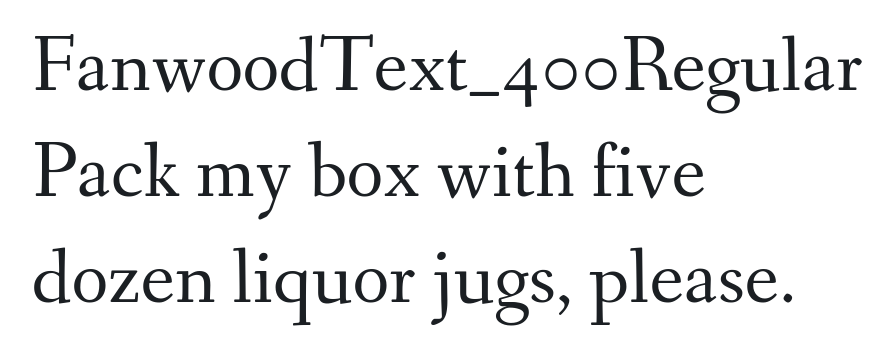 FanwoodText_400Regular
Pack my box with five
dozen liquor jugs, please.